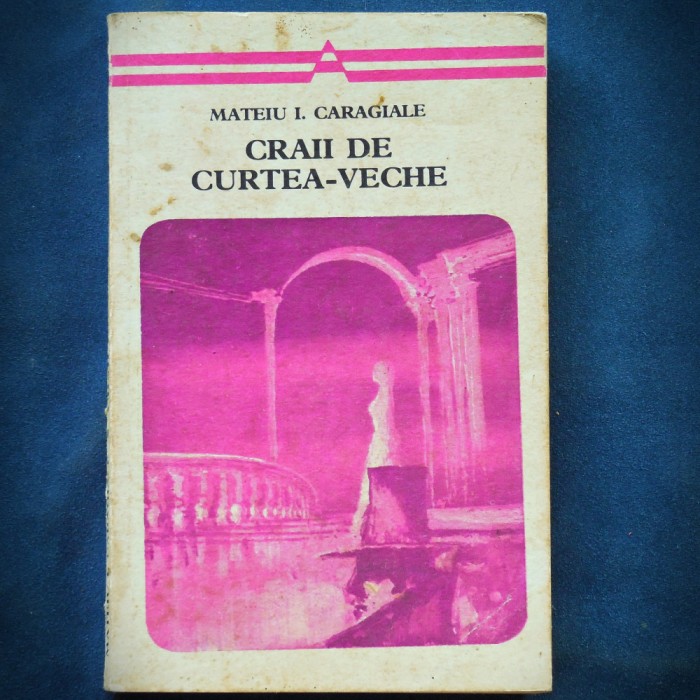 MATEIU I. CARAGIALE
CRAII DE
CURTEA-VECHE